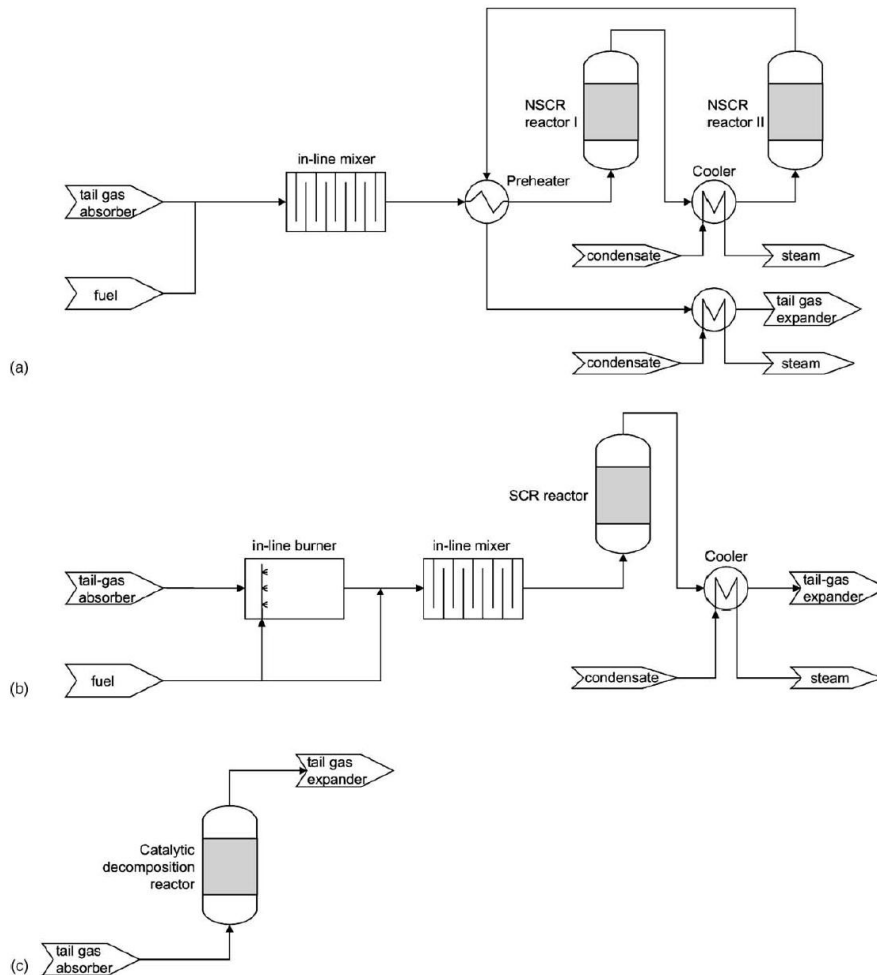 NSCR
reactor I
NSCR
reactor II
in-line mixer
Preheater
Cooler
tail gas
absorber
condensate
steam
fuel
tail gas
expander
condensate
steam
(a)
SCR reactor
in-line burner
in-line mixer
Cooler
tail-gas
absorber
tail-gas
expander
fuel
condensate
steam
(b)
tail gas
expander
Catalytic
decomposition
reactor
tail gas
absorber
(c)